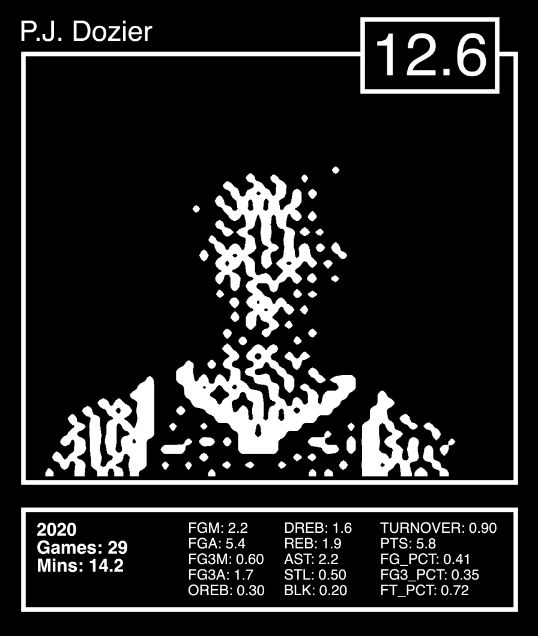 P.J. Dozier
12.6
2020
Games: 29
Mins: 14.2
FGM: 2.2
FGA: 5.4
FG3M: 0.60
FG3A: 1.7
OREB: 0.30
DREB: 1.6
REB: 1.9
AST: 2.2
STL: 0.50
BLK: 0.20
TURNOVER: 0.90
PTS: 5.8
FG_PCT: 0.41
FG3_PCT: 0.35
FT_PCT: 0.72